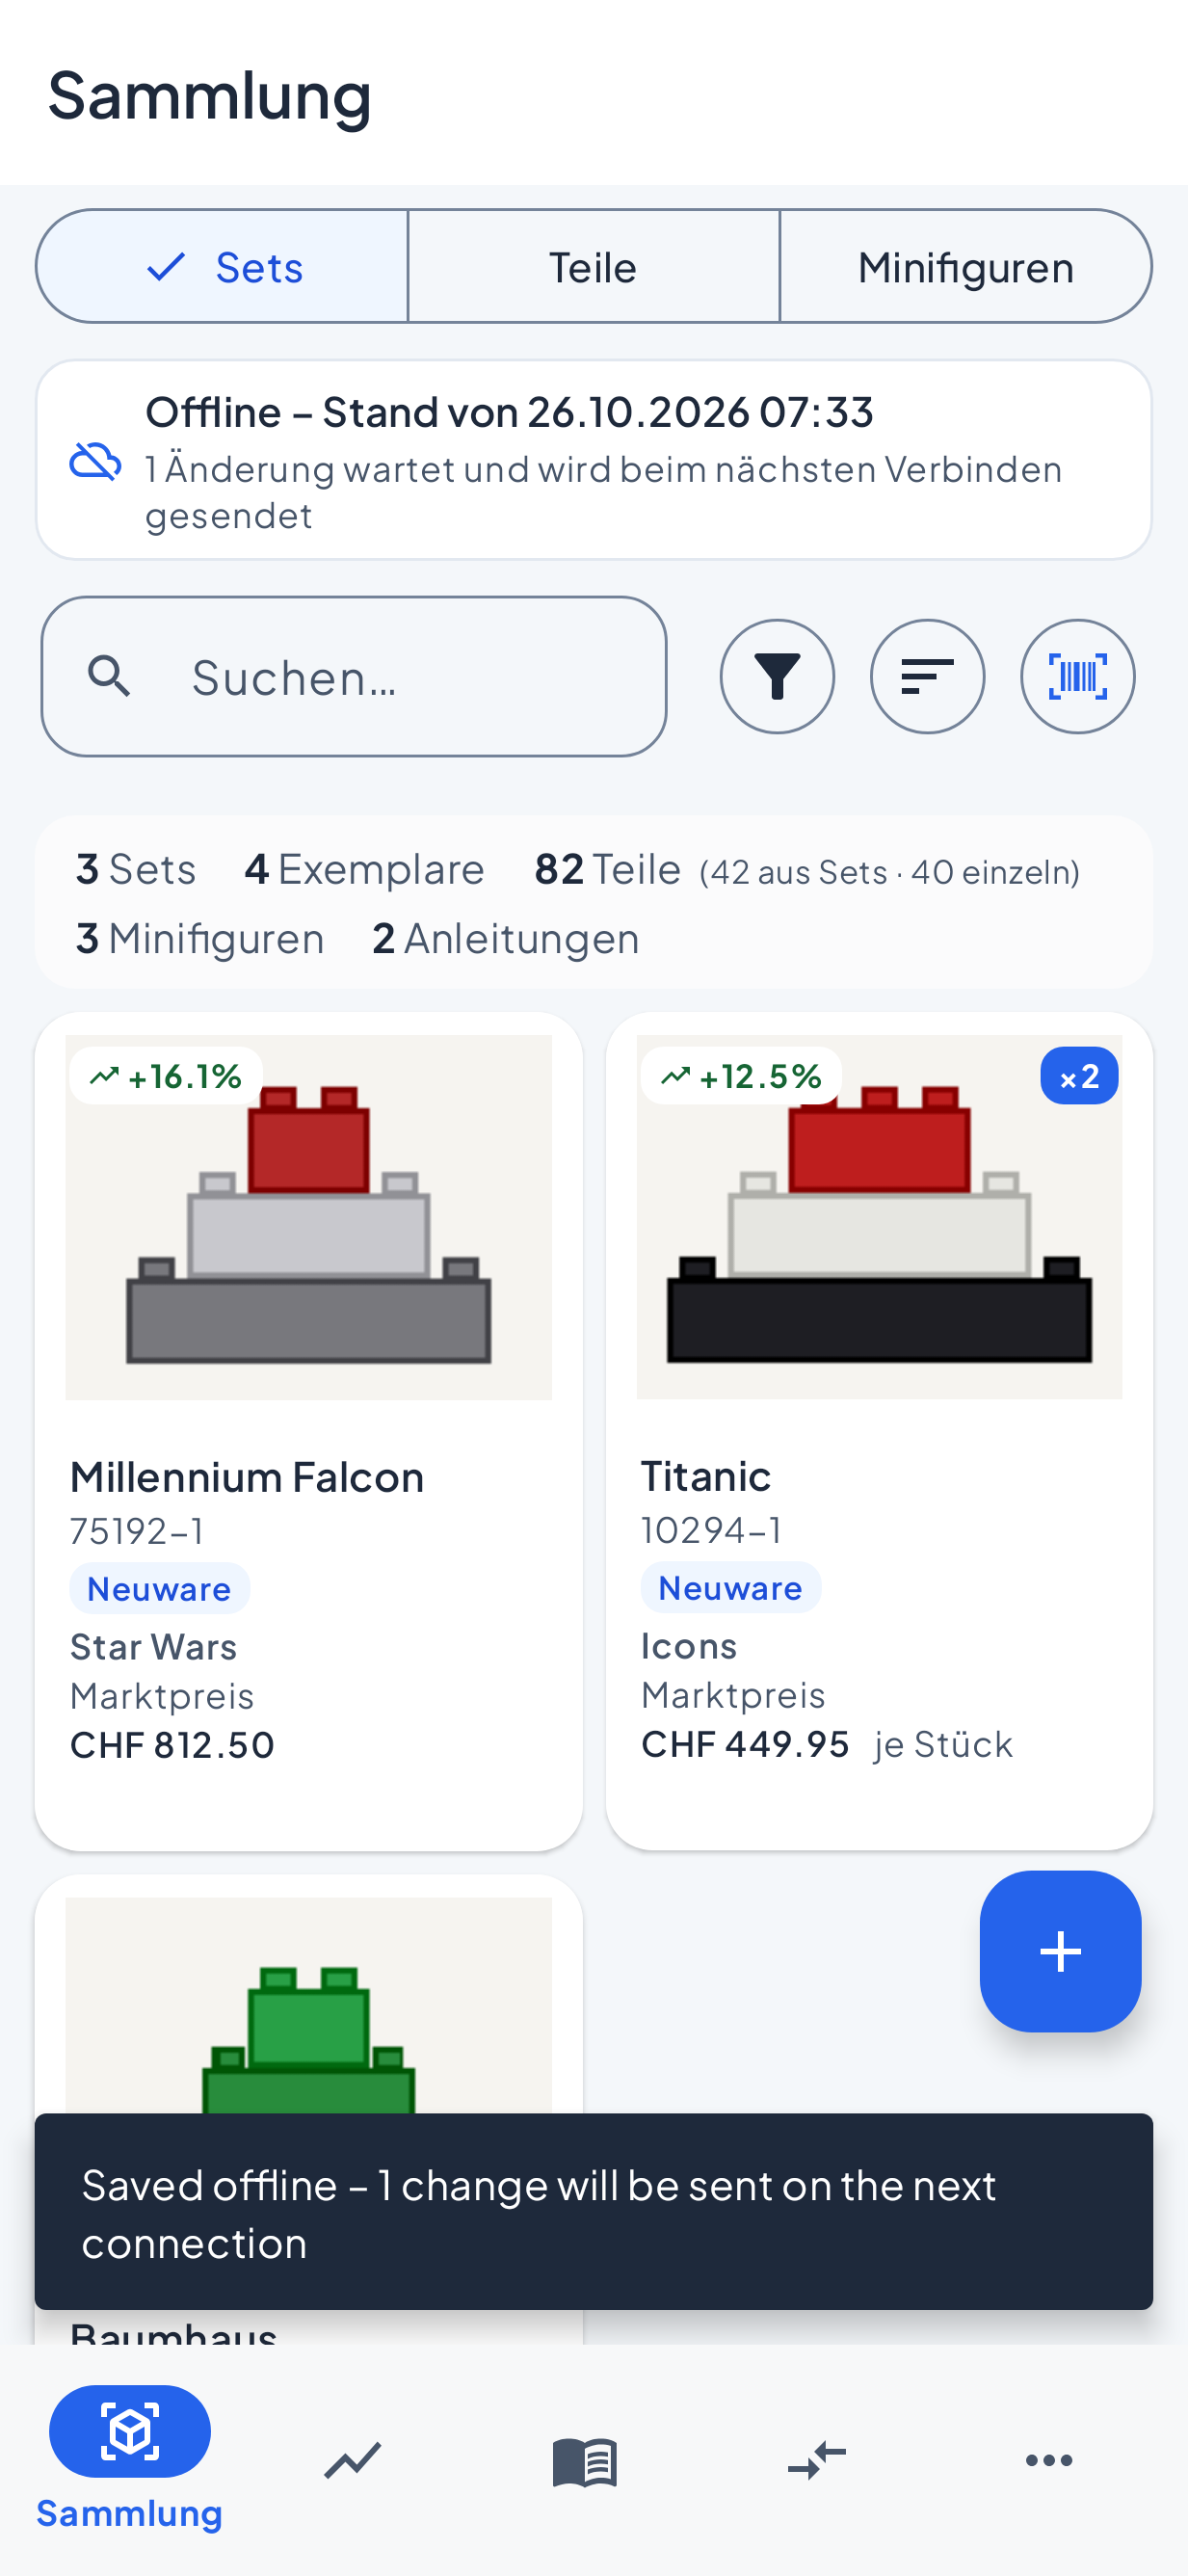 Sammlung
Sets
Teile
Minifiguren
Offline – Stand von 26.10.2026 07:33
1 Änderung wartet und wird beim nächsten Verbinden
gesendet
Suchen…
3 Sets 4 Exemplare 82 Teile (42 aus Sets · 40 einzeln)
3 Minifiguren 2 Anleitungen
+16.1%
Millennium Falcon
75192-1
Neuware
Star Wars
Marktpreis
CHF 812.50
+12.5%
×2
Titanic
10294-1
Neuware
Icons
Marktpreis
CHF 449.95 je Stück
Saved offline – 1 change will be sent on the next
connection
Baumhaus
Sammlung